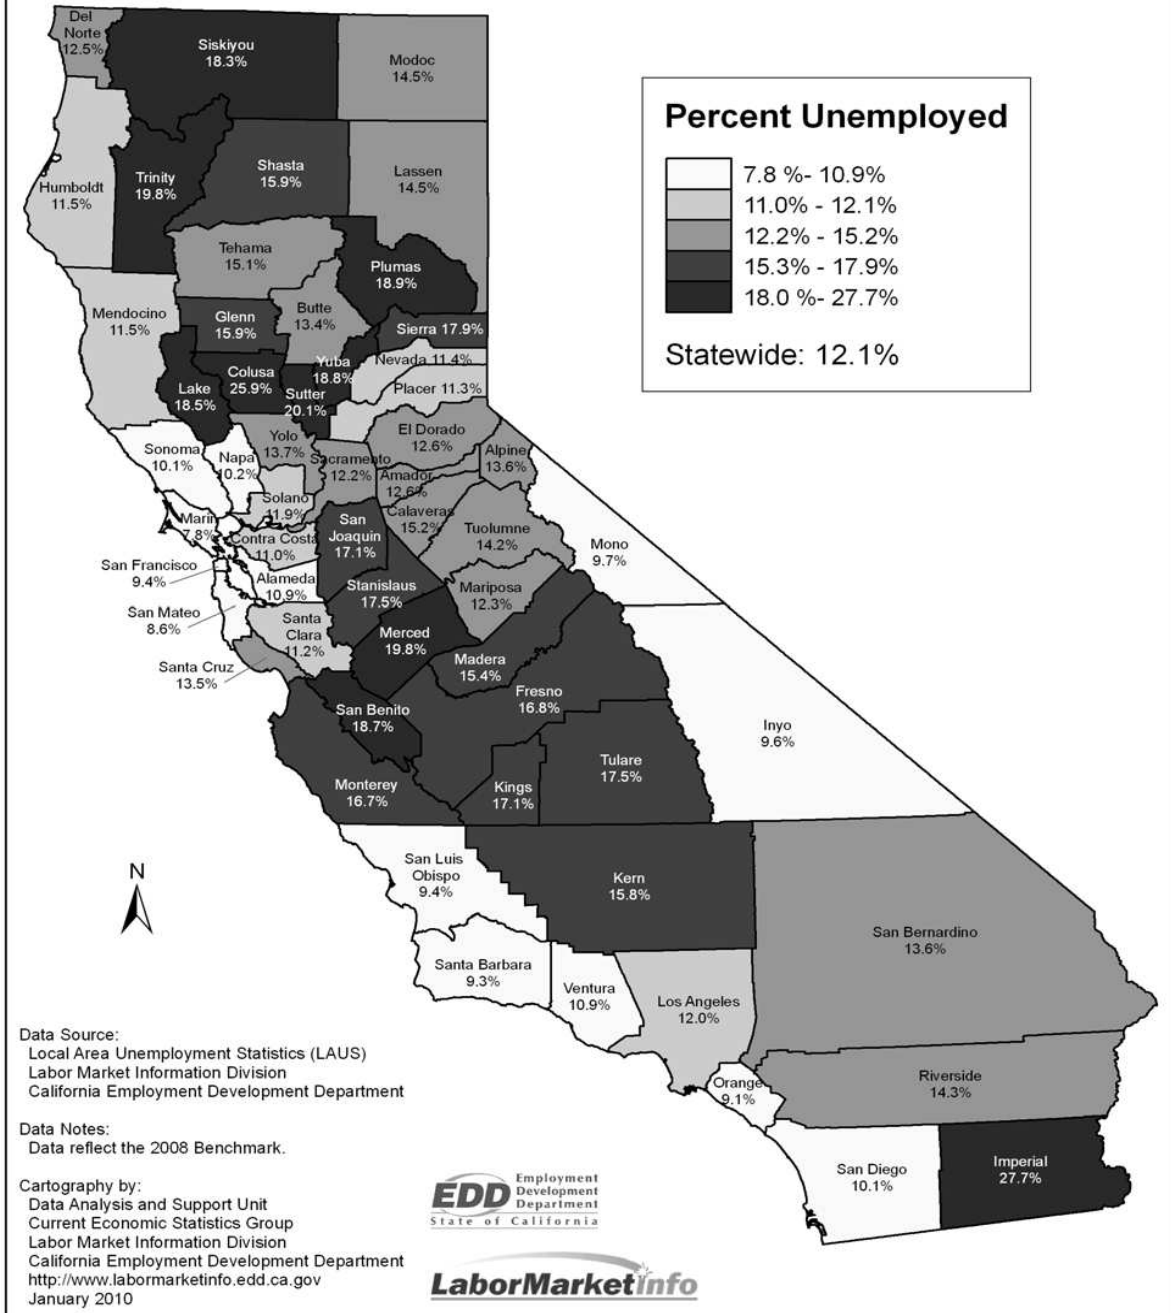 Del
Norte
12.5%
Siskiyou
18.3%
Modoc
14.5%
Percent Unemployed
7.8 %- 10.9%
11.0% - 12.1%
12.2% - 15.2%
15.3% - 17.9%
18.0 %- 27.7%
Statewide: 12.1%
Humboldt
11.5%
Trinity
19.8%
Shasta
15.9%
Lassen
14.5%
Tehama
15.1%
Plumas
18.9%
Mendocino
11.5%
Glenn
15.9%
Butte
13.4%
Sierra 17.9%
Nevada 11.4%
Placer 11.3%
Lake
18.5%
Colusa
25.9%
Yuba
18.8%
Sutter
20.1%
El Dorado
12.6%
Alpine
13.6%
Sonoma
10.1%
Napa
10.2%
Yolo
13.7%
Sacramento
12.2%
Amador
12.6%
Solano
11.9%
Calaveras
15.2%
Tuolumne
14.2%
Marin
7.8%
Contra Costa
11.0%
San
Joaquin
17.1%
Mono
9.7%
San Francisco
9.4%
Alameda
10.9%
Stanislaus
17.5%
Mariposa
12.3%
San Mateo
8.6%
Santa
Clara
11.2%
Merced
19.8%
Madera
15.4%
Santa Cruz
13.5%
San Benito
18.7%
Fresno
16.8%
Inyo
9.6%
Monterey
16.7%
Kings
17.1%
Tulare
17.5%
N
San Luis
Obispo
9.4%
Kern
15.8%
San Bernardino
13.6%
Santa Barbara
9.3%
Ventura
10.9%
Los Angeles
12.0%
Orange
9.1%
Riverside
14.3%
San Diego
10.1%
Imperial
27.7%
Data Source:
Local Area Unemployment Statistics (LAUS)
Labor Market Information Division
California Employment Development Department
Data Notes:
Data reflect the 2008 Benchmark.
Cartography by:
Data Analysis and Support Unit
Current Economic Statistics Group
Labor Market Information Division
California Employment Development Department
http://www.labormarketinfo.edd.ca.gov
January 2010
EDD
Employment
Development
Department
State of California
LaborMarketinfo